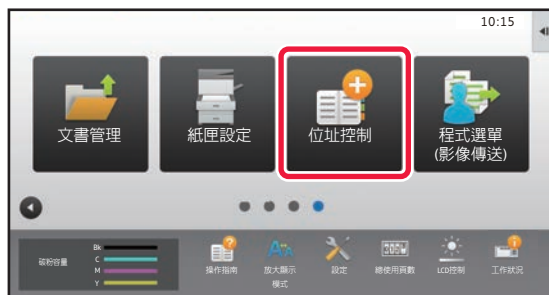 10:15
文書管理
紙匣設定
位址控制
程式選單
(影像傳送)
碳粉容量
Bk
C
M
Y
操作指南
放大顯示
模式
設定
總使用頁數
LCD控制
工作狀況